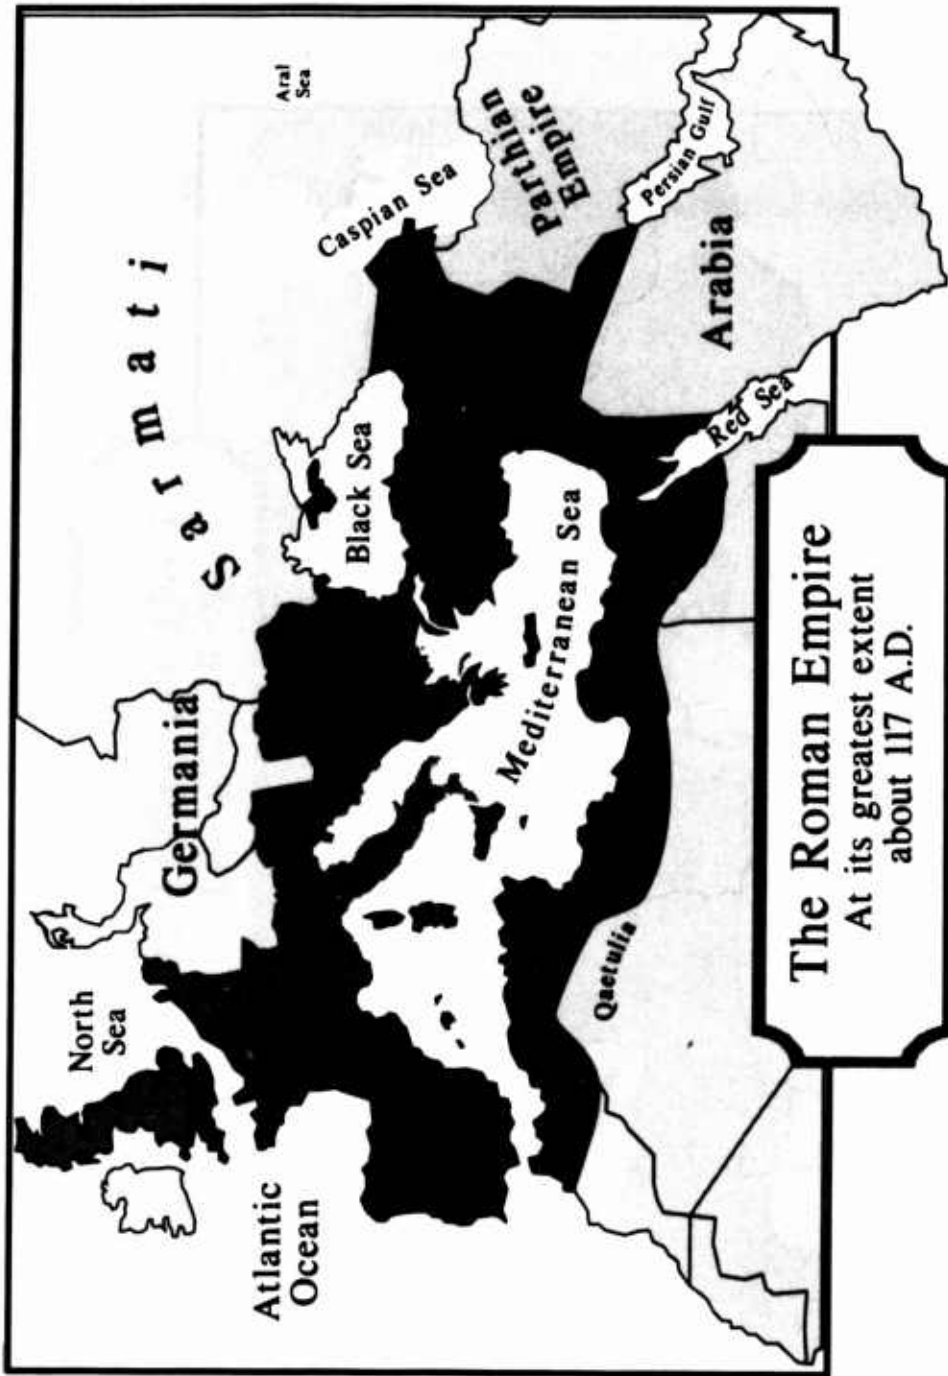 Aral
Sea
Sarmati
Caspian Sea
Parthian
Empire
Persian Gulf
Arabia
Red Sea
Black Sea
Mediterranean Sea
Germania
North
Sea
Atlantic
Ocean
Qaetulia
The Roman Empire
At its greatest extent
about 117 A.D.